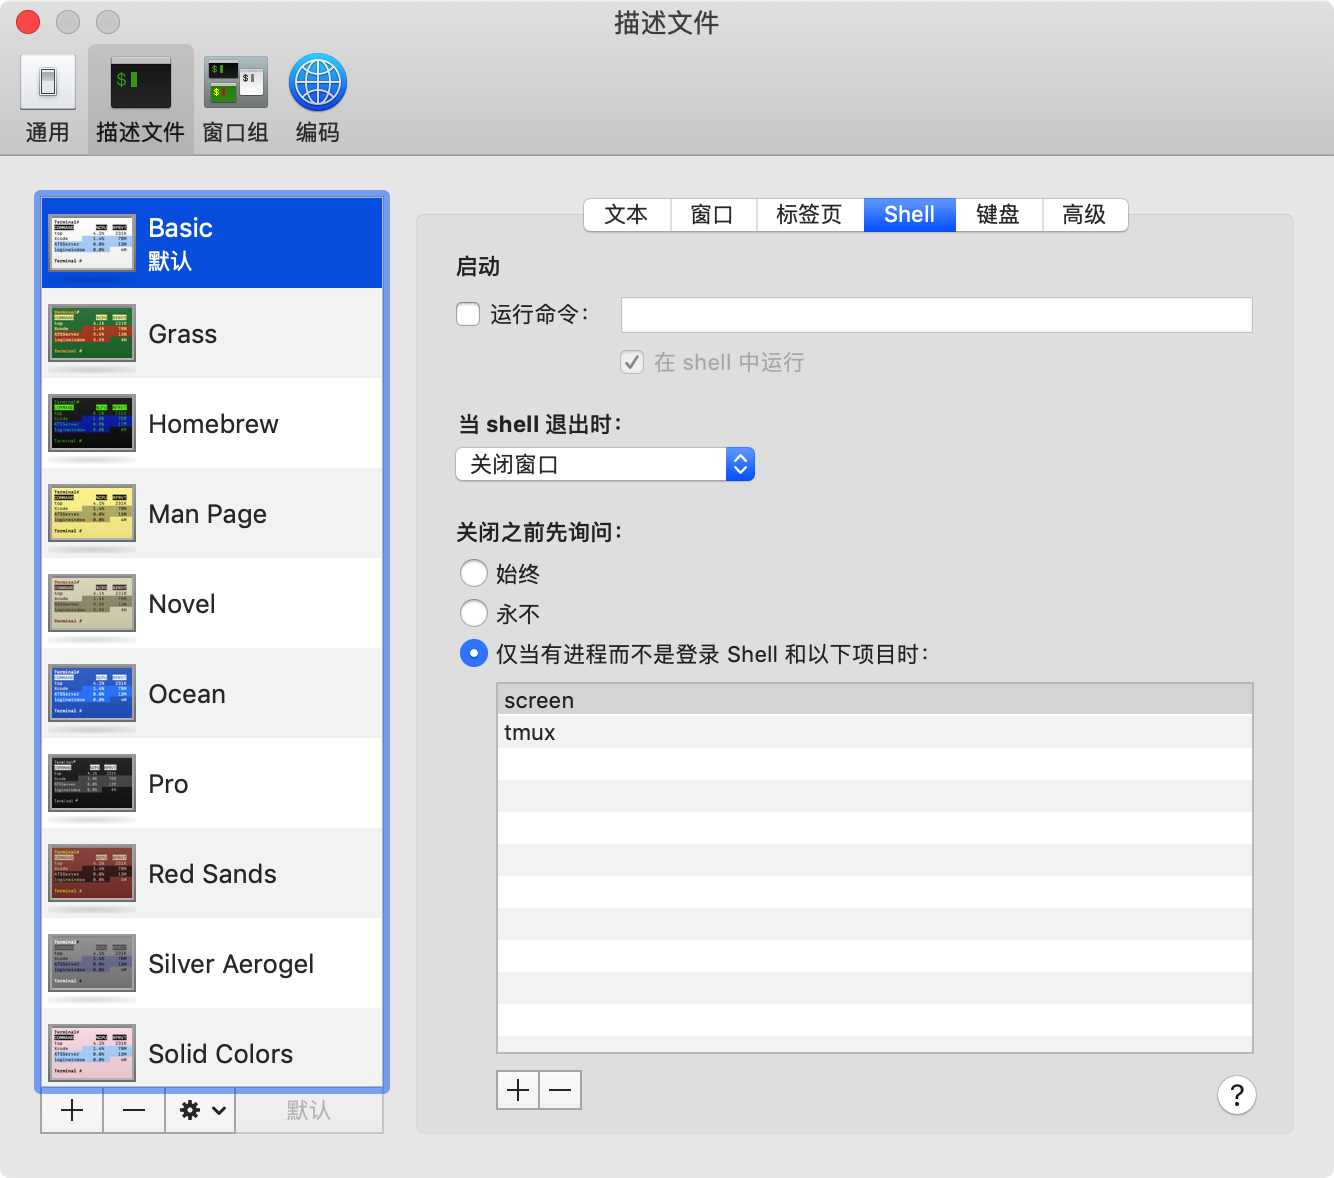 描述文件
通用
描述文件
窗口组
编码
Basic
默认
Grass
Homebrew
Man Page
Novel
Ocean
Pro
Red Sands
Silver Aerogel
Solid Colors
默认
文本
窗口
标签页
Shell
键盘
高级
启动
运行命令:
在 shell 中运行
当 shell 退出时:
关闭窗口
关闭之前先询问:
始终
永不
仅当有进程而不是登录 Shell 和以下项目时:
screen
tmux
?